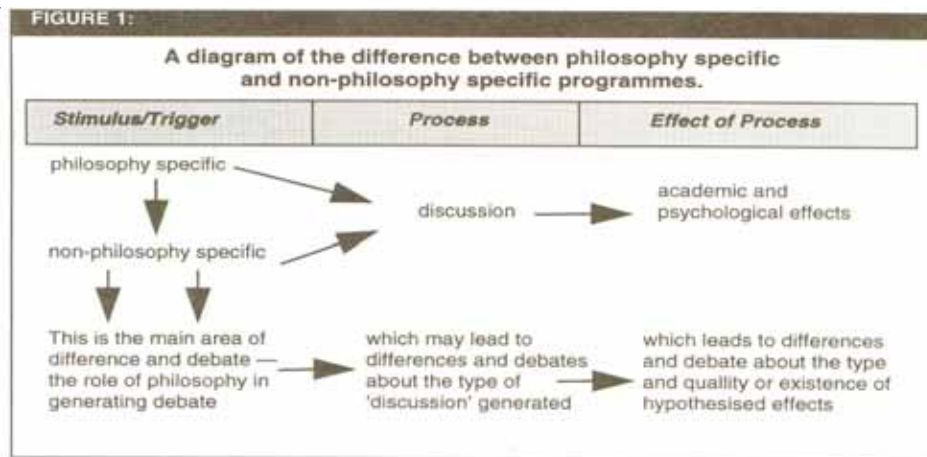 FIGURE 1:
A diagram of the difference between philosophy specific
and non-philosophy specific programmes.
Stimulus/Trigger
Process
Effect of Process
philosophy specific
discussion
academic and
psychological effects
non-philosophy specific
This is the main area of
difference and debate —
the role of philosophy in
generating debate
which may lead to
differences and debates
about the type of
'discussion' generated
which leads to differences
and debate about the type
and quallity or existence of
hypothesised effects